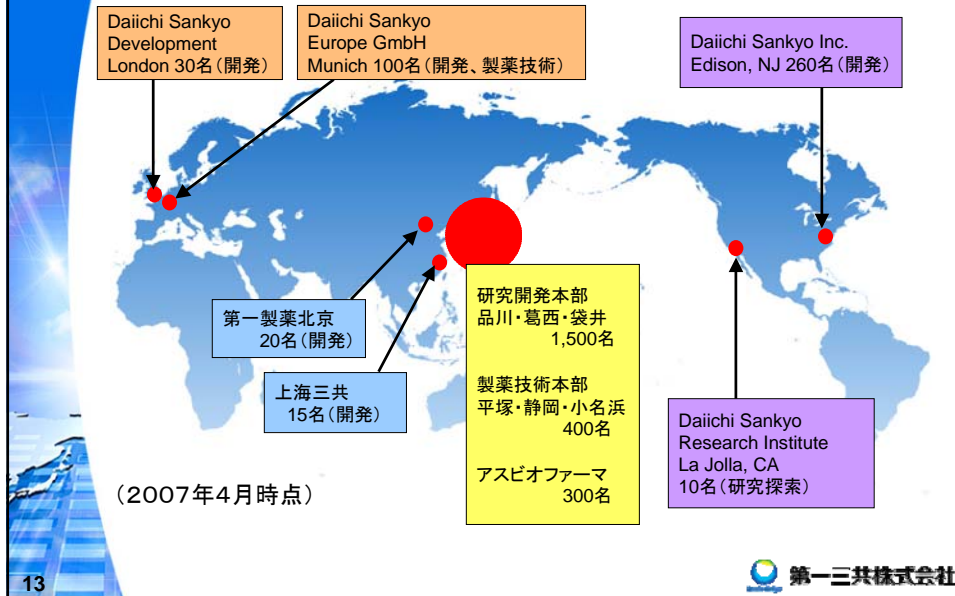 Daiichi Sankyo
Development
London 30名（開発）
Daiichi Sankyo
Europe GmbH
Munich 100名（開発、製薬技術）
Daiichi Sankyo Inc.
Edison, NJ 260名（開発）
第一製薬北京
20名（開発）
上海三共
15名（開発）
研究開発本部
品川・葛西・袋井
1,500名
製薬技術本部
平塚・静岡・小名浜
400名
アスビオファーマ
300名
Daiichi Sankyo
Research Institute
La Jolla, CA
10名（研究探索）
（２００７年４月時点）
13
第一三共株式会社